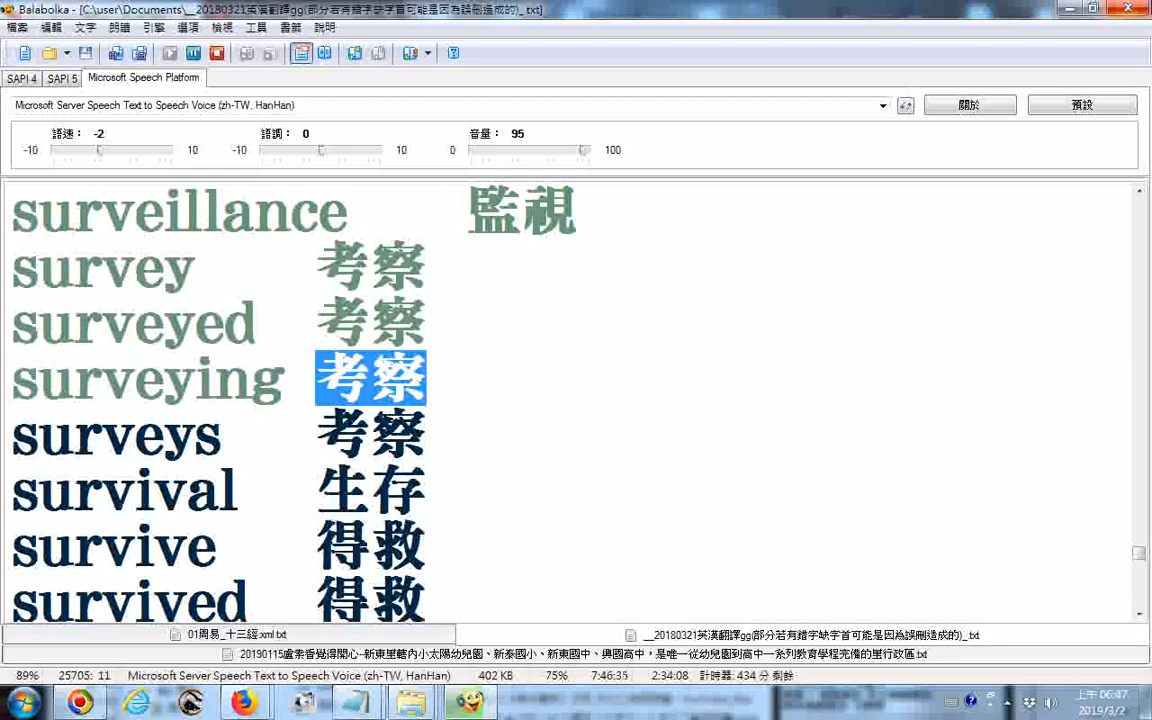 Balabolka - [C:\user\Documents\__20180321英漢翻譯gg(部分若有錯字缺字首可能是因為誤刪造成的)_.txt]
檔案 編輯 文字 朗讀 引擎 選項 檢視 工具 書籤 說明
SAPI 4 SAPI 5 Microsoft Speech Platform
Microsoft Server Speech Text to Speech Voice (zh-TW, HanHan) 關於 預設
語速： -2 語調： 0 音量： 95
-10 10 -10 10 0 100
surveillance 監視
survey 考察
surveyed 考察
surveying 考察
surveys 考察
survival 生存
survive 得救
survived 得救
01周易_十三經.xml.txt __20180321英漢翻譯gg(部分若有錯字缺字首可能是因為誤刪造成的)_.txt
20190115盧素香覺得開心--新東里轄內小太陽幼兒園、新泰國小、新東國中、興國高中，是唯一從幼兒園到高中一系列教育學程完備的里行政區.txt
89% 25705: 11 Microsoft Server Speech Text to Speech Voice (zh-TW, HanHan) 402 KB 75% 7:46:35 2:34:08 計時器: 434 分 剩餘
上午 06:47
2019/3/2